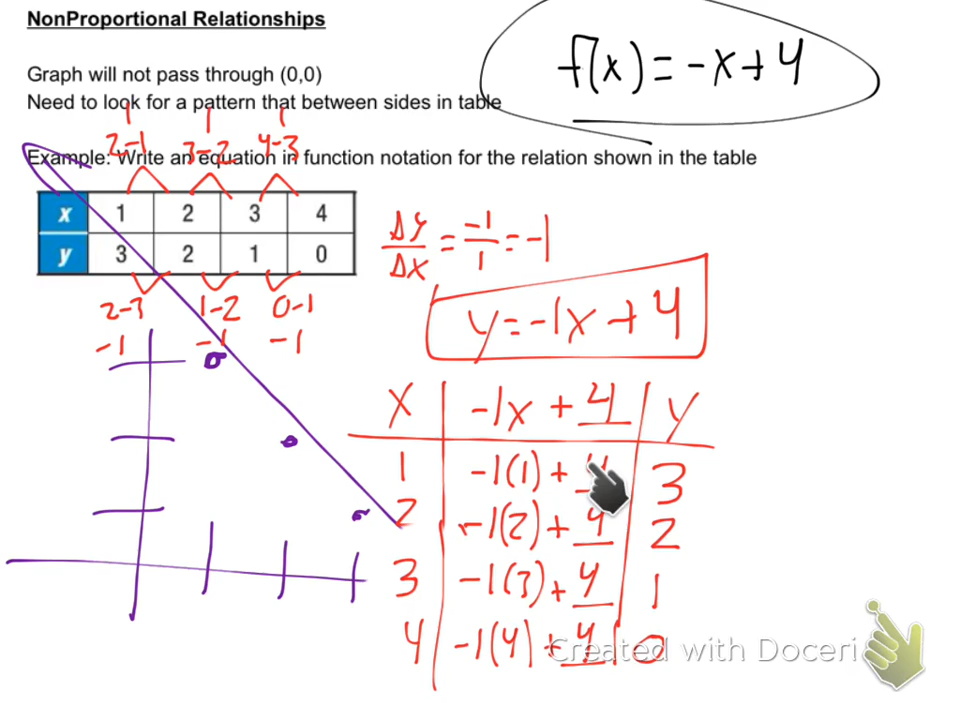 NonProportional Relationships
f(x) = -x+4
Graph will not pass through (0,0)
Need to look for a pattern that between sides in table
1 1 1
2-1 3-2 4-3
Example: Write an equation in function notation for the relation shown in the table
x 1 2 3 4
y 3 2 1 0
Δy/Δx = -1/1 = -1
2-3 1-2 0-1
-1 -1 -1
y = -1x + 4
x -1x + 4 y
1 -1(1) + 4 3
2 -1(2) + 4 2
3 -1(3) + 4 1
4 -1(4) + 4 0
Created with Doceri